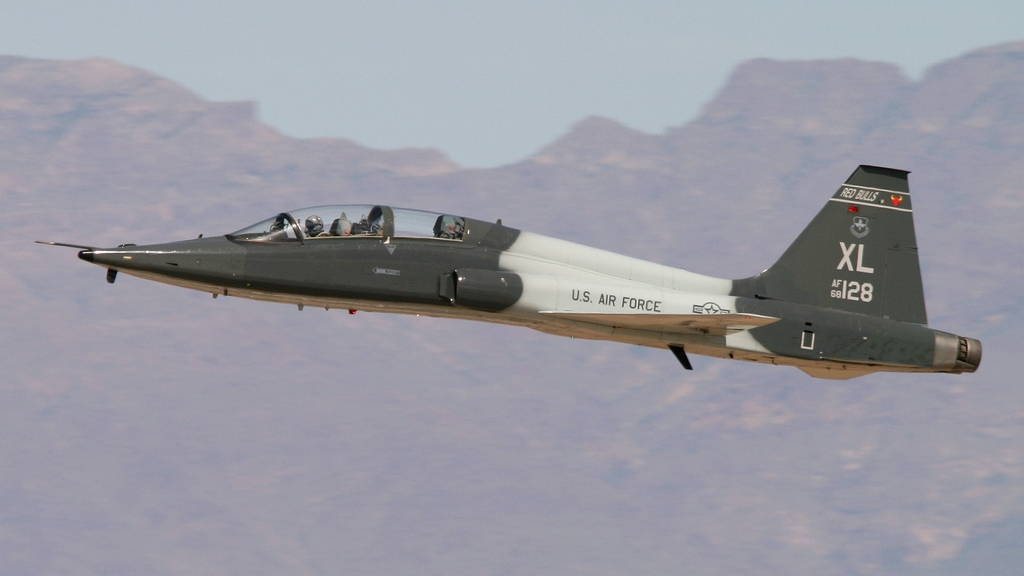 RED BULLS
XL
AF
68 128
U.S. AIR FORCE